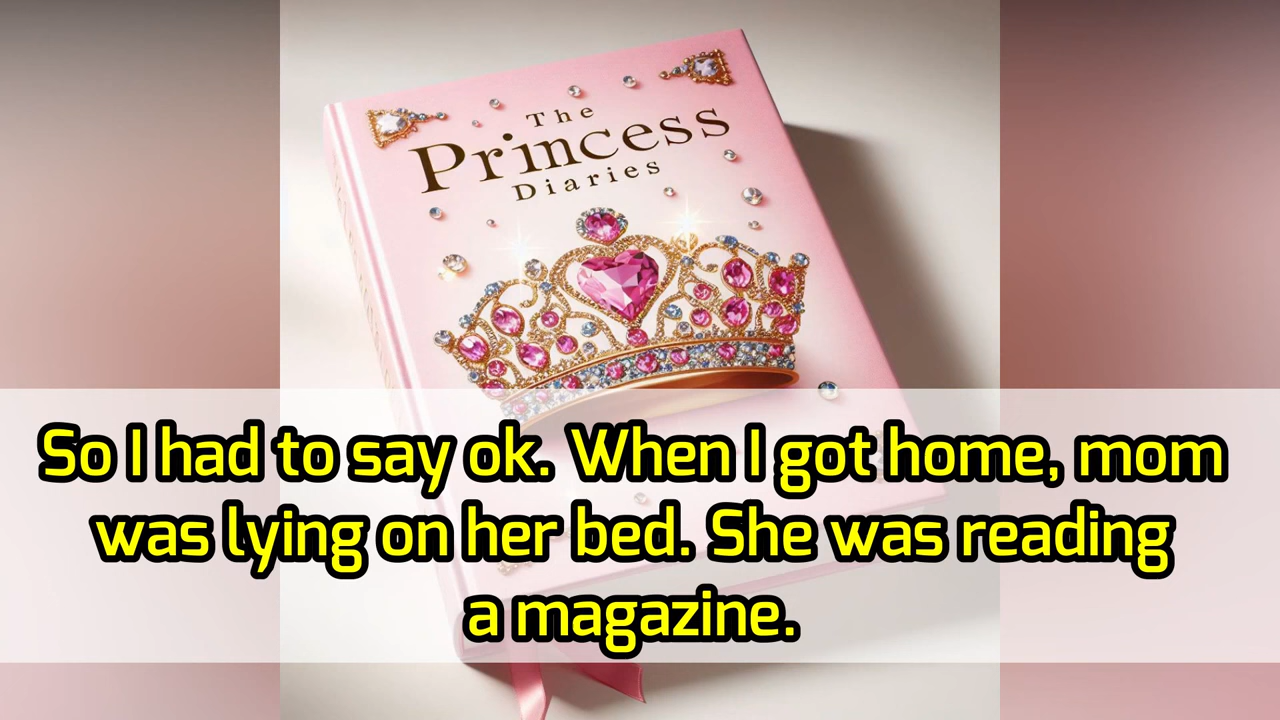 The
Princess
Diaries
So I had to say ok. When I got home, mom
was lying on her bed. She was reading
a magazine.